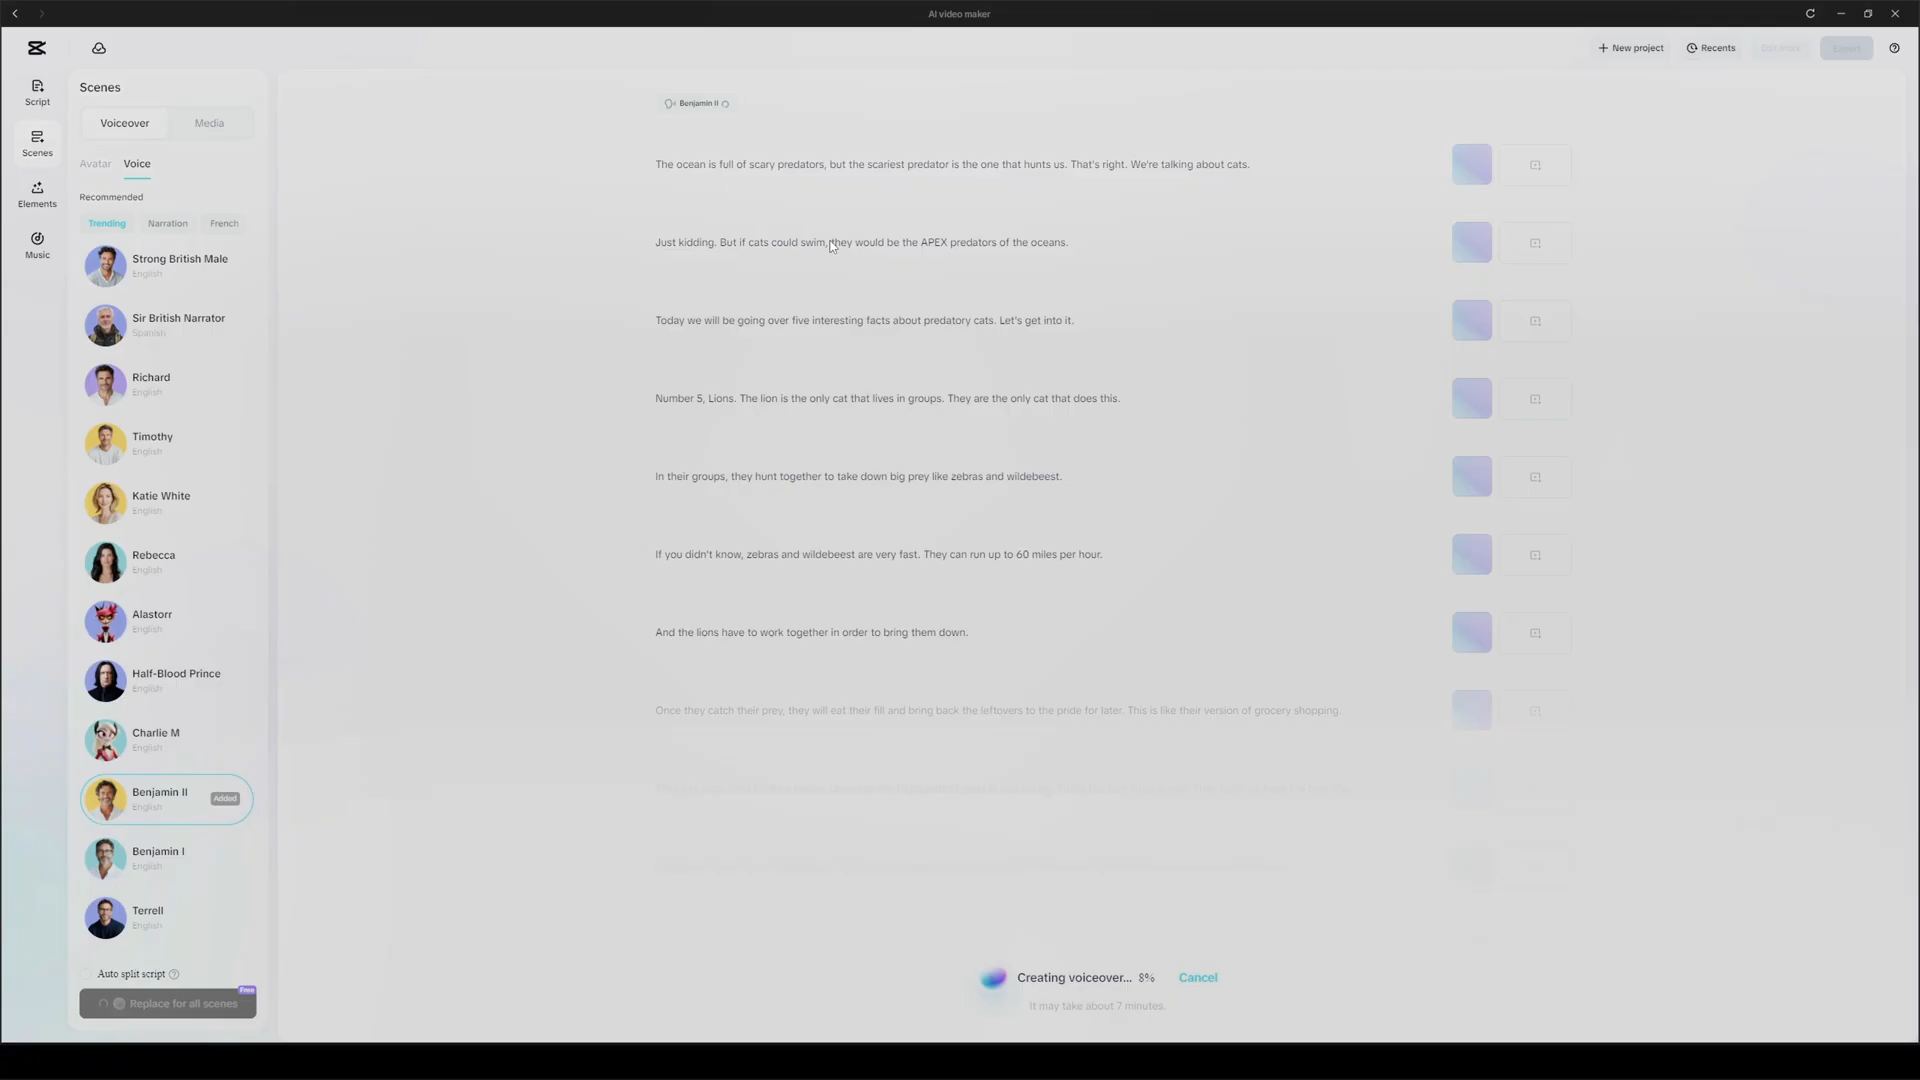 AI video maker
New project
Recents
Edit more
Export
Script
Scenes
Elements
Music
Scenes
Voiceover
Media
Avatar
Voice
Recommended
Trending
Narration
French
Strong British Male
English
Sir British Narrator
Spanish
Richard
English
Timothy
English
Katie White
English
Rebecca
English
Alastorr
English
Half-Blood Prince
English
Charlie M
English
Benjamin II
English
Added
Benjamin I
English
Terrell
English
Auto split script
Free
Replace for all scenes
Benjamin II
The ocean is full of scary predators, but the scariest predator is the one that hunts us. That's right. We're talking about cats.
Just kidding. But if cats could swim, they would be the APEX predators of the oceans.
Today we will be going over five interesting facts about predatory cats. Let's get into it.
Number 5, Lions. The lion is the only cat that lives in groups. They are the only cat that does this.
In their groups, they hunt together to take down big prey like zebras and wildebeest.
If you didn't know, zebras and wildebeest are very fast. They can run up to 60 miles per hour.
And the lions have to work together in order to bring them down.
Once they catch their prey, they will eat their fill and bring back the leftovers to the pride for later. This is like their version of grocery shopping.
Creating voiceover... 8%
Cancel
It may take about 7 minutes.